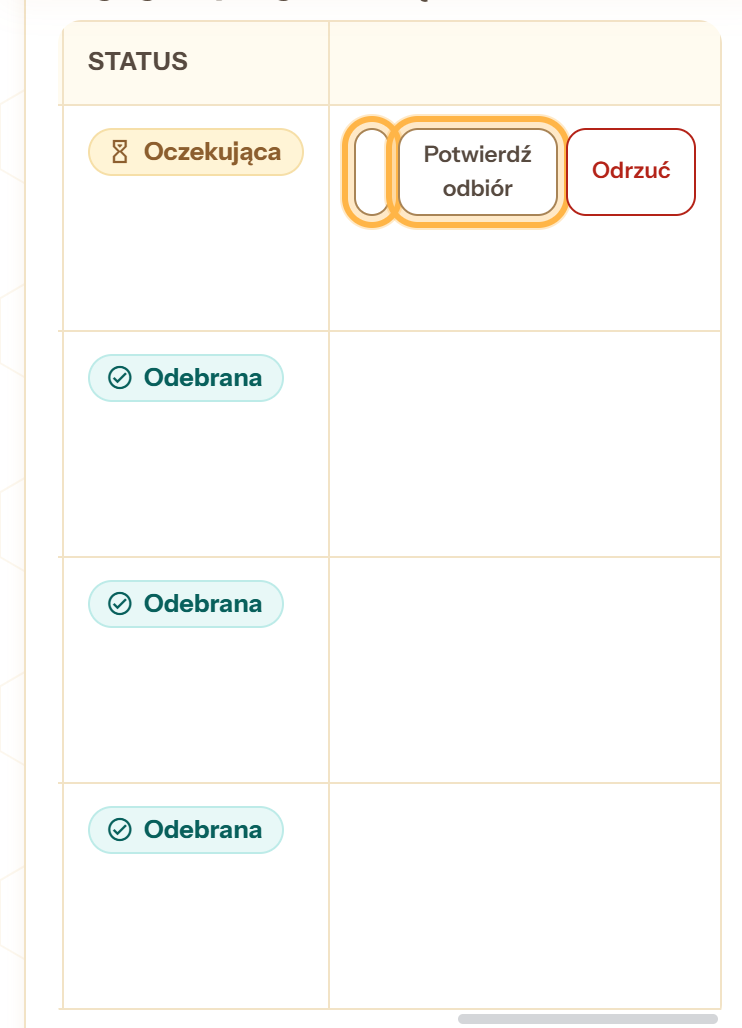 STATUS
Oczekująca
Potwierdź
odbiór
Odrzuć
Odebrana
Odebrana
Odebrana